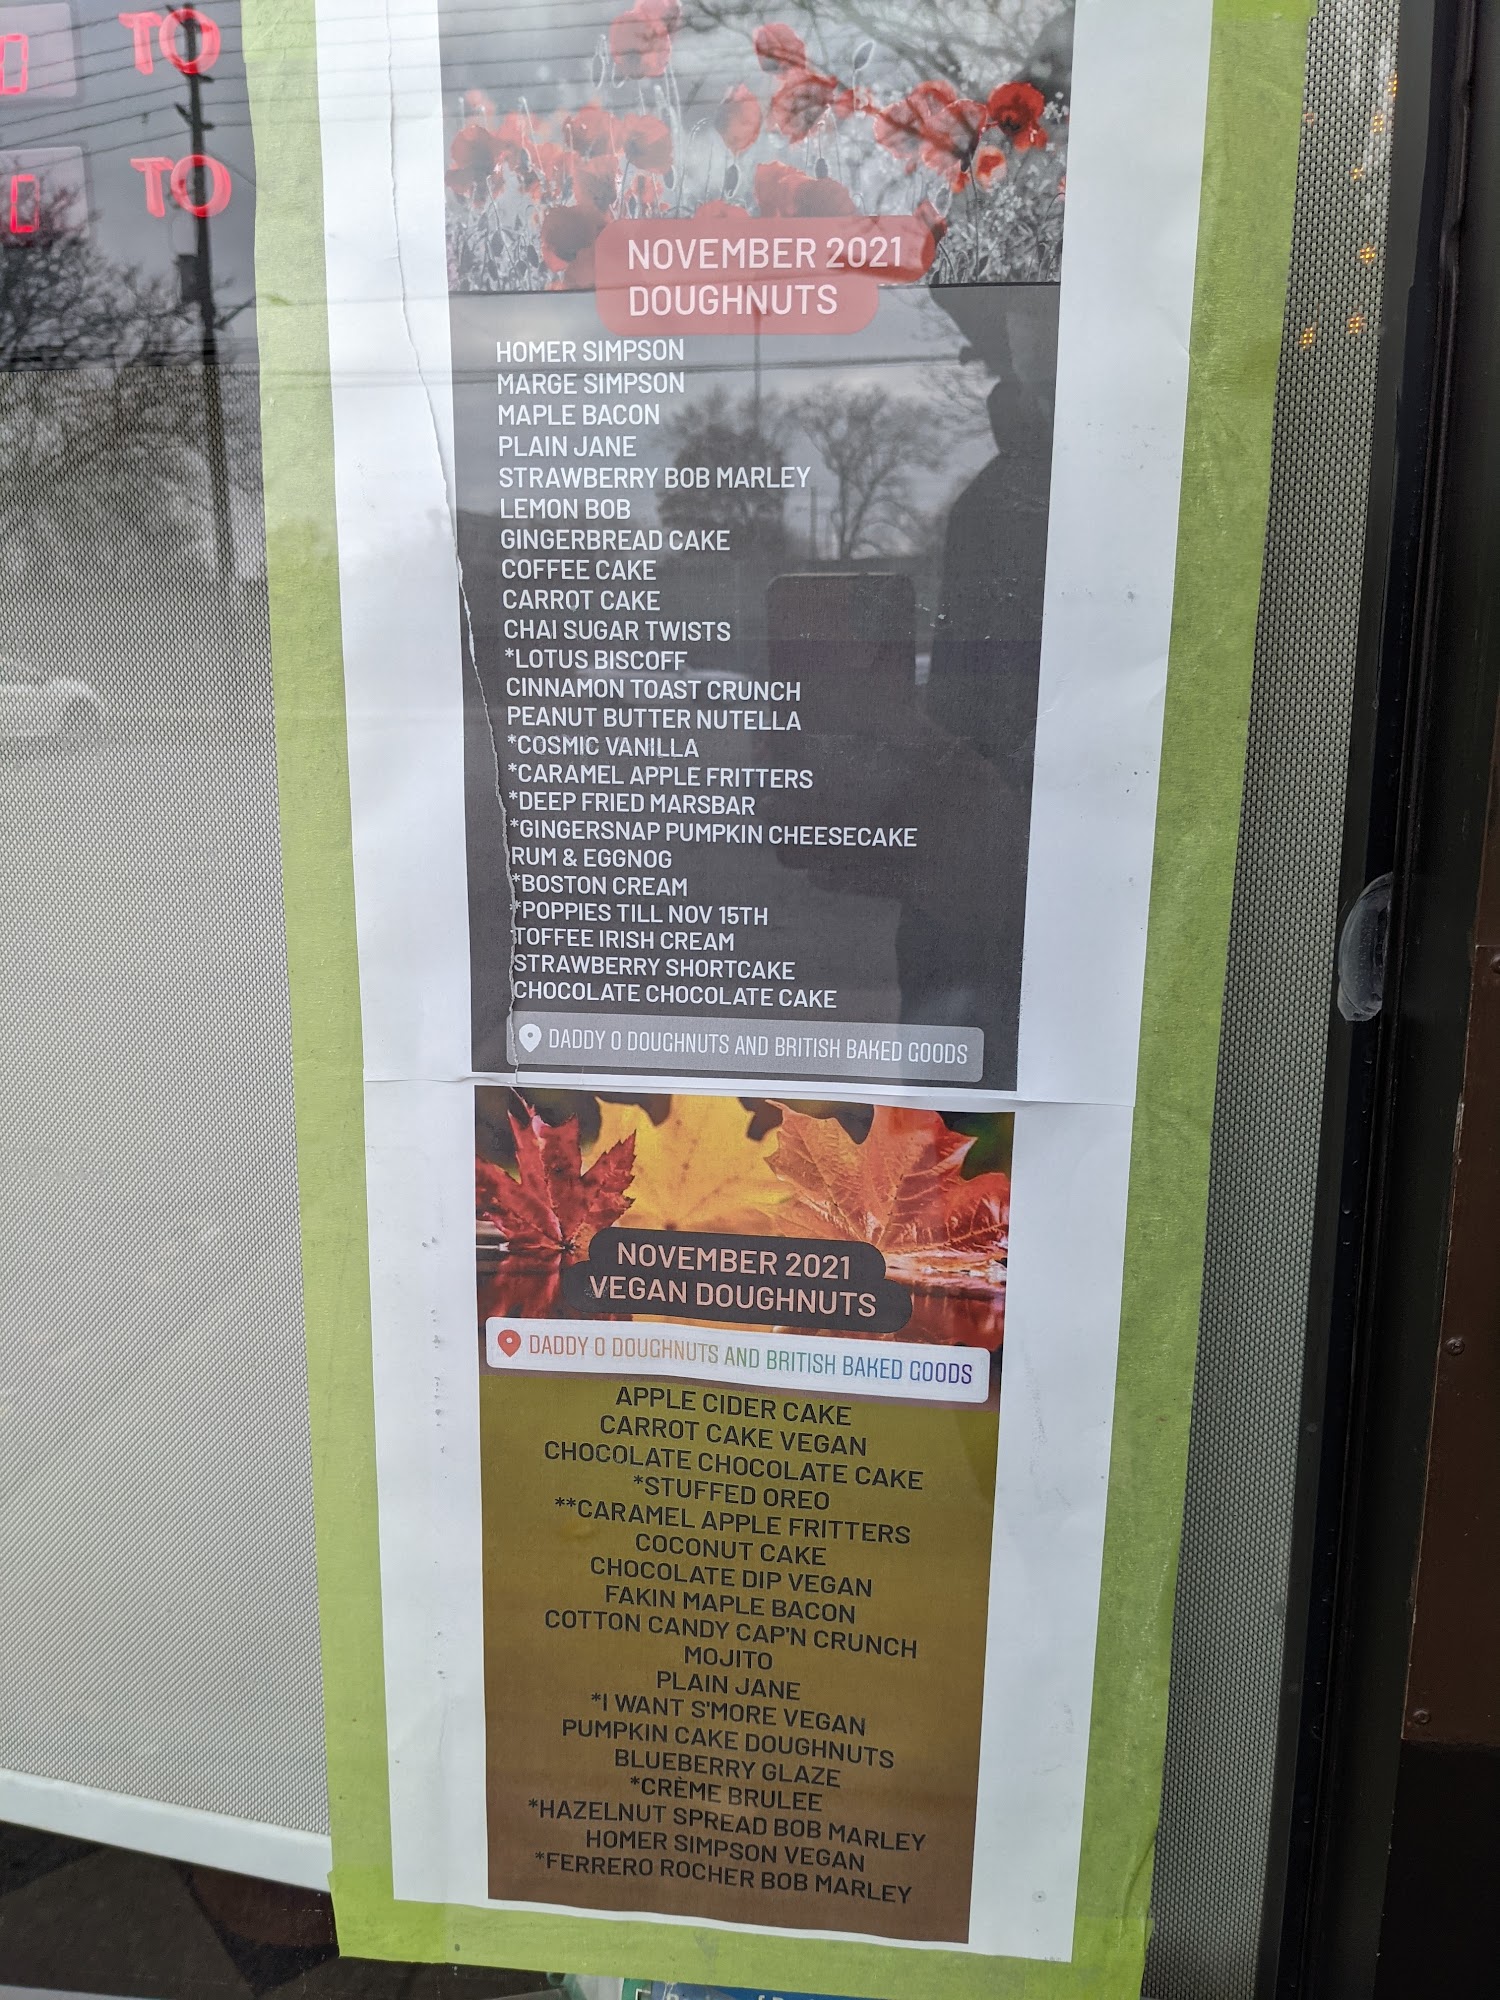 TO
TO
NOVEMBER 2021
DOUGHNUTS
HOMER SIMPSON
MARGE SIMPSON
MAPLE BACON
PLAIN JANE
STRAWBERRY BOB MARLEY
LEMON BOB
GINGERBREAD CAKE
COFFEE CAKE
CARROT CAKE
CHAI SUGAR TWISTS
*LOTUS BISCOFF
CINNAMON TOAST CRUNCH
PEANUT BUTTER NUTELLA
*COSMIC VANILLA
*CARAMEL APPLE FRITTERS
*DEEP FRIED MARSBAR
*GINGERSNAP PUMPKIN CHEESECAKE
RUM & EGGNOG
*BOSTON CREAM
*POPPIES TILL NOV 15TH
TOFFEE IRISH CREAM
STRAWBERRY SHORTCAKE
CHOCOLATE CHOCOLATE CAKE
DADDY O DOUGHNUTS AND BRITISH BAKED GOODS
NOVEMBER 2021
VEGAN DOUGHNUTS
DADDY O DOUGHNUTS AND BRITISH BAKED GOODS
APPLE CIDER CAKE
CARROT CAKE VEGAN
CHOCOLATE CHOCOLATE CAKE
*STUFFED OREO
**CARAMEL APPLE FRITTERS
COCONUT CAKE
CHOCOLATE DIP VEGAN
FAKIN MAPLE BACON
COTTON CANDY CAP'N CRUNCH
MOJITO
PLAIN JANE
*I WANT S'MORE VEGAN
PUMPKIN CAKE DOUGHNUTS
BLUEBERRY GLAZE
*CRÈME BRULEE
*HAZELNUT SPREAD BOB MARLEY
HOMER SIMPSON VEGAN
*FERRERO ROCHER BOB MARLEY